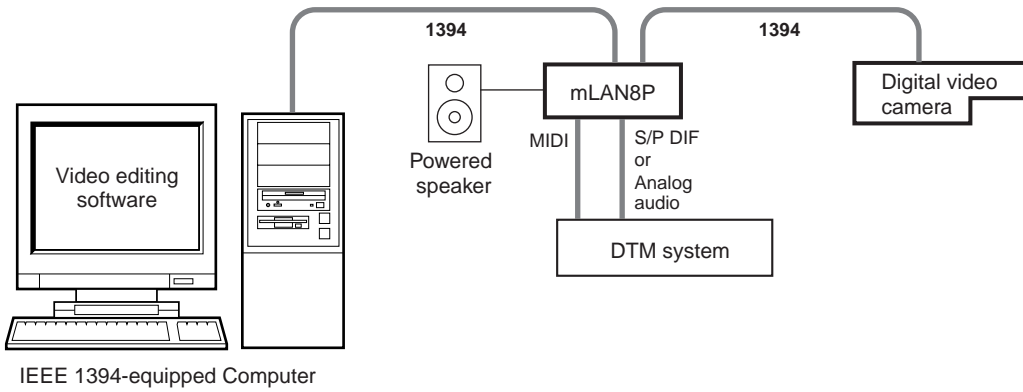 1394
1394
mLAN8P
Digital video
camera
Video editing
software
Powered
speaker
MIDI
S/P DIF
or
Analog
audio
DTM system
IEEE 1394-equipped Computer